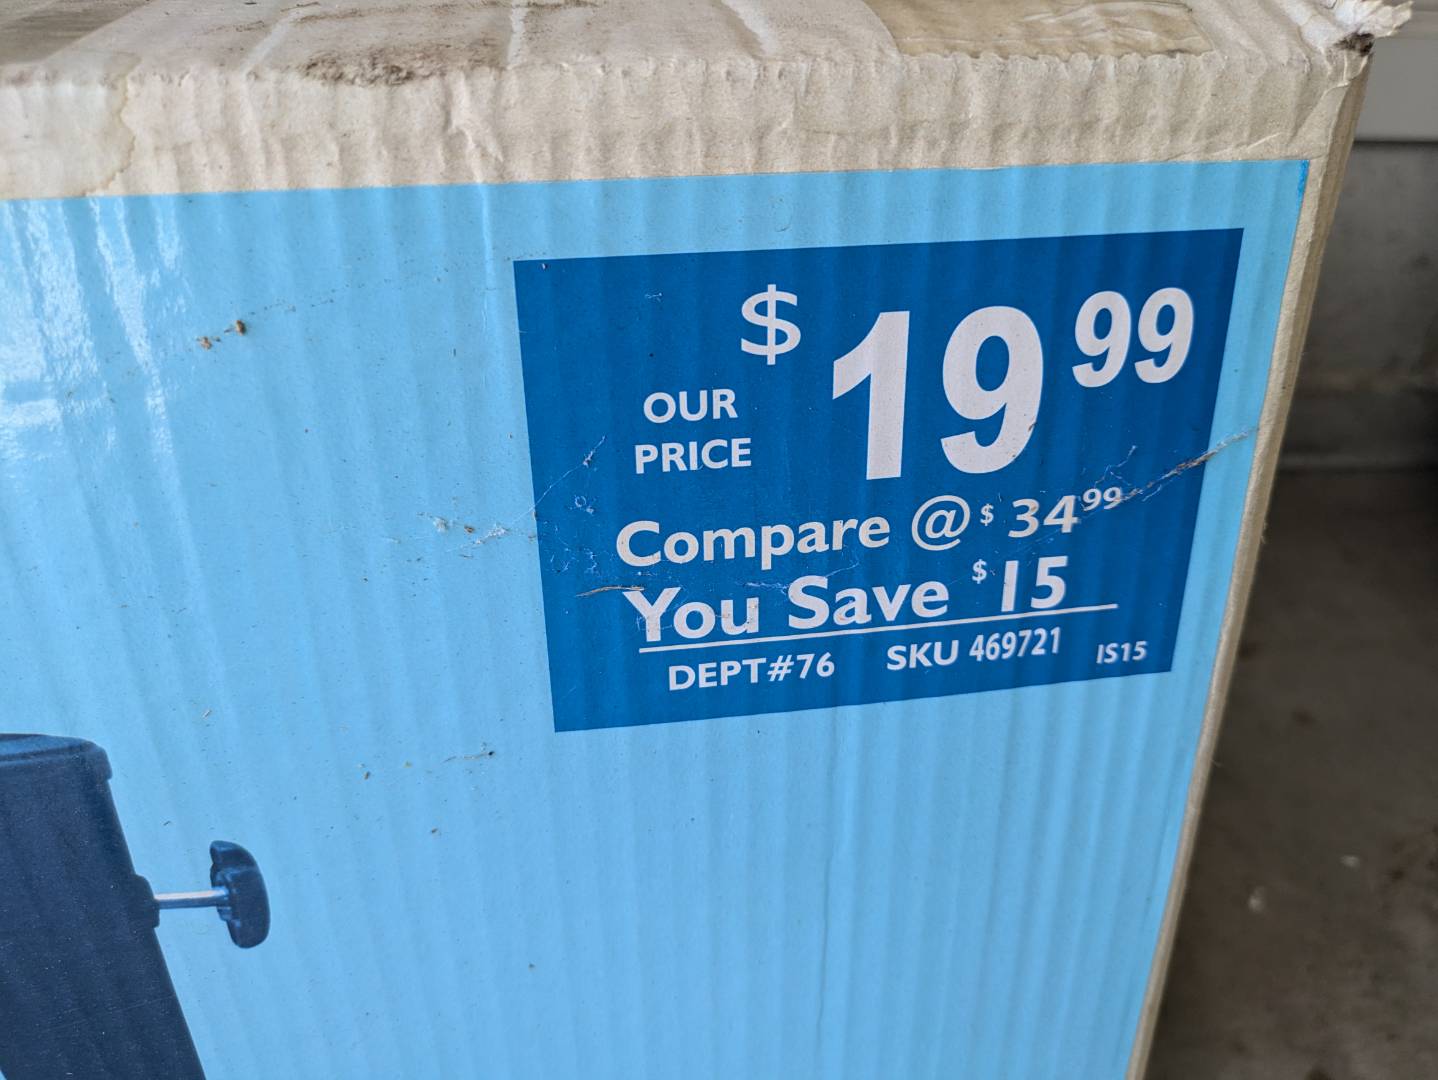 OUR PRICE $19.99
Compare @ $34.99
You Save $15
DEPT#76 SKU 469721 IS15